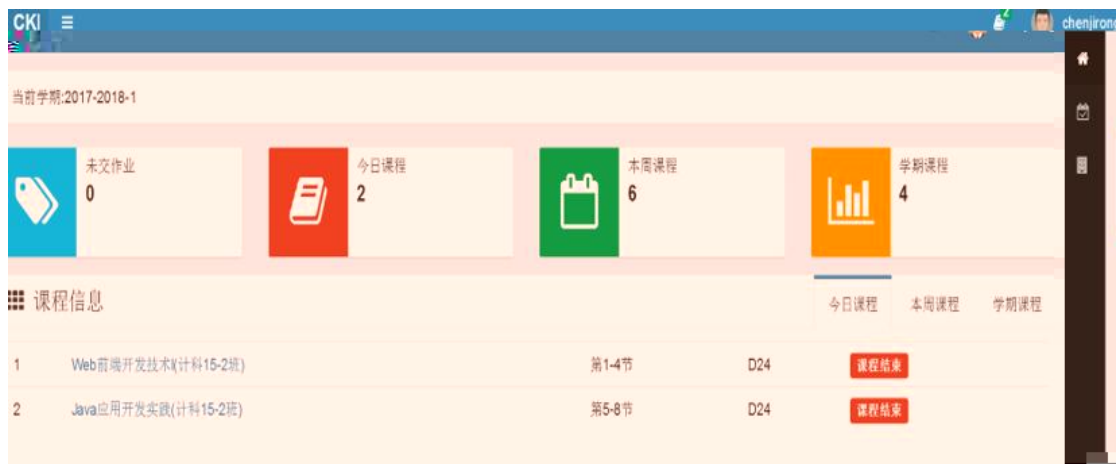 CKI
2
chenjirong
当前学期:2017-2018-1
未交作业
0
今日课程
2
本周课程
6
学期课程
4
课程信息
今日课程 本周课程 学期课程
1 Web前端开发技术I(计科15-2班) 第1-4节 D24 课程结束
2 Java应用开发实践(计科15-2班) 第5-8节 D24 课程结束